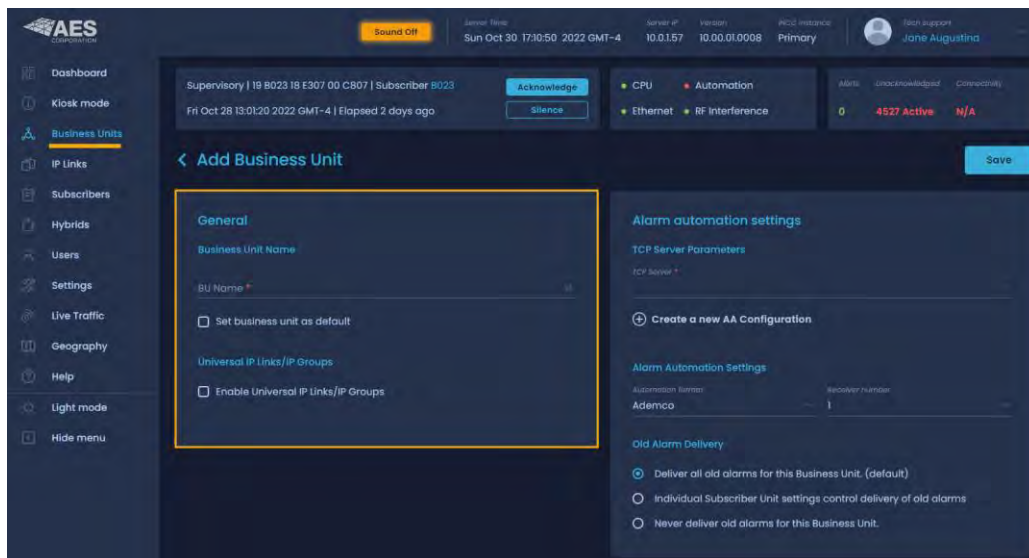 AES
CORPORATION
Sound Off
Server Time
Sun Oct 30 17:10:50 2022 GMT-4
Server IP
10.0.1.57
Version
10.00.01.0008
NCC Instance
Primary
Tech Support
Jane Augustina
Dashboard
Kiosk mode
Business Units
IP Links
Subscribers
Hybrids
Users
Settings
Live Traffic
Geography
Help
Light mode
Hide menu
Supervisory | 19 B023 18 E307 00 C807 | Subscriber B023
Fri Oct 28 13:01:20 2022 GMT-4 | Elapsed 2 days ago
Acknowledge
Silence
CPU
Automation
Ethernet
RF Interference
Alerts
Unacknowledged
Connectivity
0
4527 Active
N/A
Add Business Unit
Save
General
Business Unit Name
BU Name *
Set business unit as default
Universal IP Links/IP Groups
Enable Universal IP Links/IP Groups
Alarm automation settings
TCP Server Parameters
TCP Server *
Create a new AA Configuration
Alarm Automation Settings
Automation Format
Ademco
Receiver number
1
Old Alarm Delivery
Deliver all old alarms for this Business Unit. (default)
Individual Subscriber Unit settings control delivery of old alarms
Never deliver old alarms for this Business Unit.